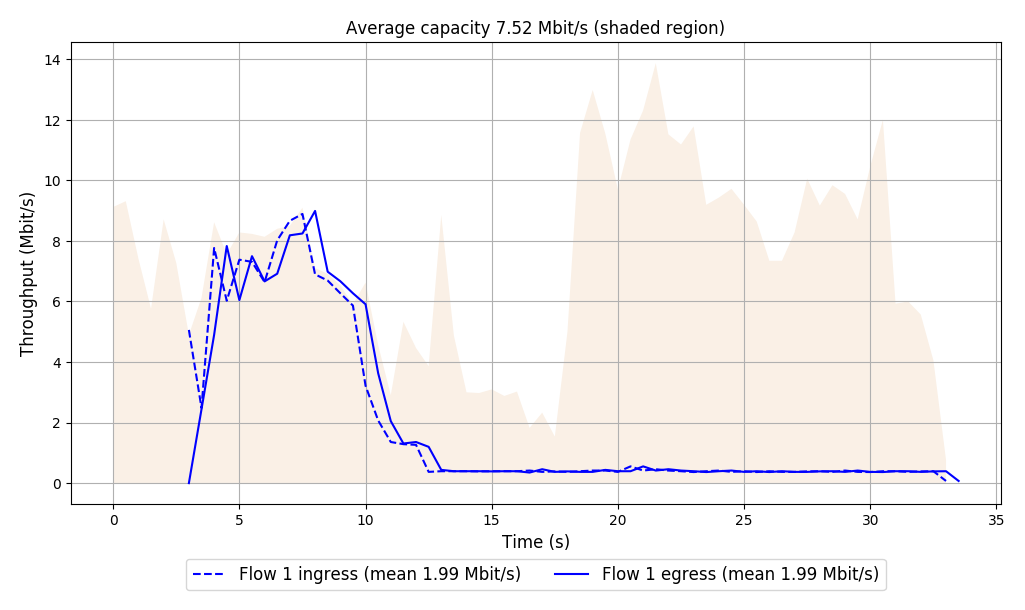 Average capacity 7.52 Mbit/s (shaded region)
14
12
10
8
6
4
2
0
Throughput (Mbit/s)
0 5 10 15 20 25 30 35
Time (s)
Flow 1 ingress (mean 1.99 Mbit/s) Flow 1 egress (mean 1.99 Mbit/s)